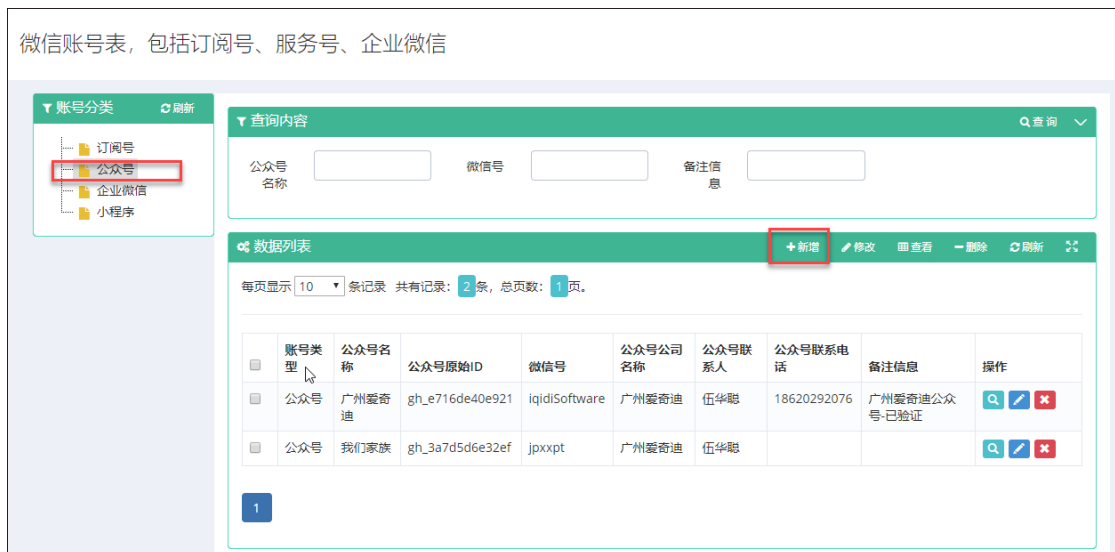 微信账号表，包括订阅号、服务号、企业微信
账号分类 刷新
订阅号
公众号
企业微信
小程序
查询内容 查询
公众号名称 微信号 备注信息
数据列表 +新增 修改 查看 删除 刷新
每页显示 10 条记录 共有记录：2条，总页数：1页。
账号类型 公众号名称 公众号原始ID 微信号 公众号公司名称 公众号联系人 公众号联系电话 备注信息 操作
公众号 广州爱奇迪 gh_e716de40e921 iqidiSoftware 广州爱奇迪 伍华聪 18620292076 广州爱奇迪公众号-已验证
公众号 我们家族 gh_3a7d5d6e32ef jpxxpt 广州爱奇迪 伍华聪
1